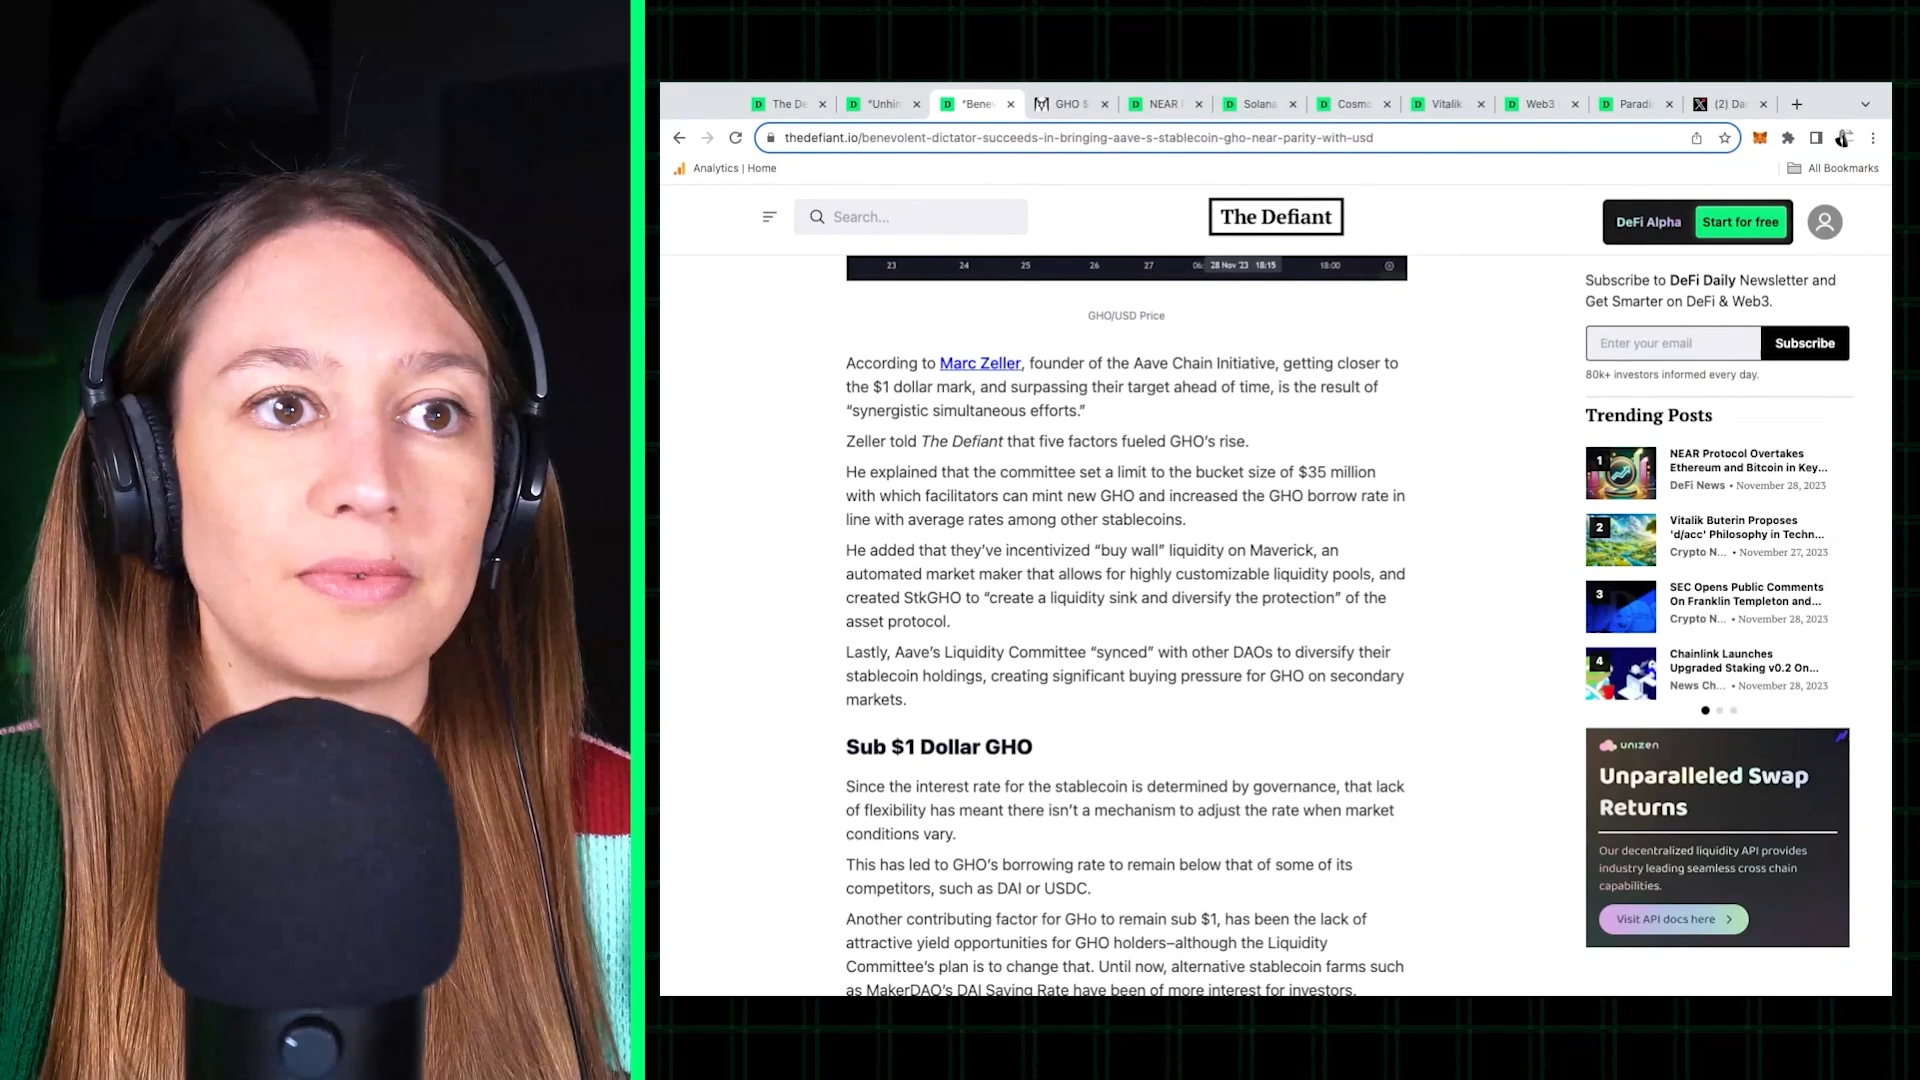 The De
"Unhin
"Benev
GHO $
NEAR
Solana
Cosmo
Vitalik
Web3
Paradi
(2) Da
thedefiant.io/benevolent-dictator-succeeds-in-bringing-aave-s-stablecoin-gho-near-parity-with-usd
Analytics | Home
All Bookmarks
Search...
The Defiant
DeFi Alpha
Start for free
23 24 25 26 27 06: 28 Nov '23 18:15 18:00
GHO/USD Price
According to Marc Zeller, founder of the Aave Chain Initiative, getting closer to
the $1 dollar mark, and surpassing their target ahead of time, is the result of
“synergistic simultaneous efforts.”
Zeller told The Defiant that five factors fueled GHO’s rise.
He explained that the committee set a limit to the bucket size of $35 million
with which facilitators can mint new GHO and increased the GHO borrow rate in
line with average rates among other stablecoins.
He added that they’ve incentivized “buy wall” liquidity on Maverick, an
automated market maker that allows for highly customizable liquidity pools, and
created StkGHO to “create a liquidity sink and diversify the protection” of the
asset protocol.
Lastly, Aave’s Liquidity Committee “synced” with other DAOs to diversify their
stablecoin holdings, creating significant buying pressure for GHO on secondary
markets.
Sub $1 Dollar GHO
Since the interest rate for the stablecoin is determined by governance, that lack
of flexibility has meant there isn’t a mechanism to adjust the rate when market
conditions vary.
This has led to GHO’s borrowing rate to remain below that of some of its
competitors, such as DAI or USDC.
Another contributing factor for GHo to remain sub $1, has been the lack of
attractive yield opportunities for GHO holders–although the Liquidity
Committee’s plan is to change that. Until now, alternative stablecoin farms such
as MakerDAO’s DAI Saving Rate have been of more interest for investors.
Subscribe to DeFi Daily Newsletter and
Get Smarter on DeFi & Web3.
Enter your email
Subscribe
80k+ investors informed every day.
Trending Posts
1
NEAR Protocol Overtakes
Ethereum and Bitcoin in Key...
DeFi News • November 28, 2023
2
Vitalik Buterin Proposes
'd/acc' Philosophy in Techn...
Crypto N... • November 27, 2023
3
SEC Opens Public Comments
On Franklin Templeton and...
Crypto N... • November 28, 2023
4
Chainlink Launches
Upgraded Staking v0.2 On...
News Ch... • November 28, 2023
unizen
Unparalleled Swap
Returns
Our decentralized liquidity API provides
industry leading seamless cross chain
capabilities.
Visit API docs here